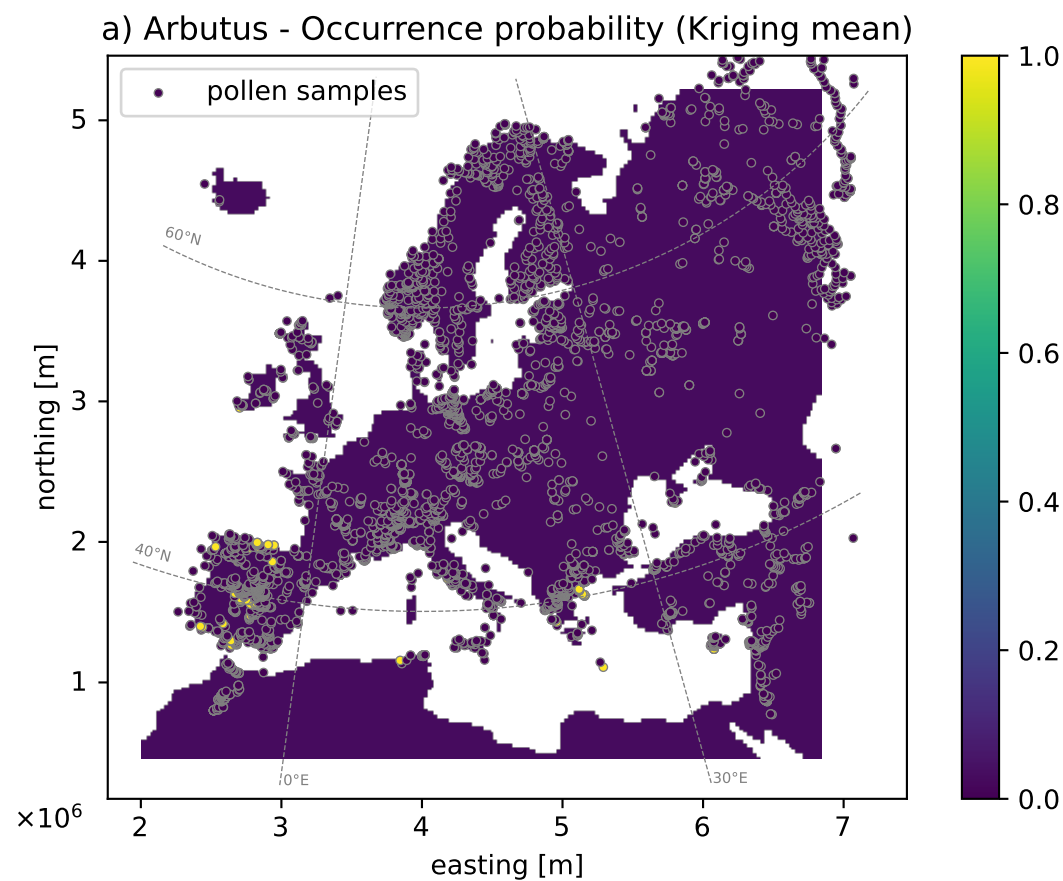 a) Arbutus - Occurrence probability (Kriging mean)
pollen samples
1.0
0.8
0.6
0.4
0.2
0.0
5
4
3
2
1
northing [m]
60°N
40°N
0°E
30°E
×10⁶
2
3
4
5
6
7
easting [m]